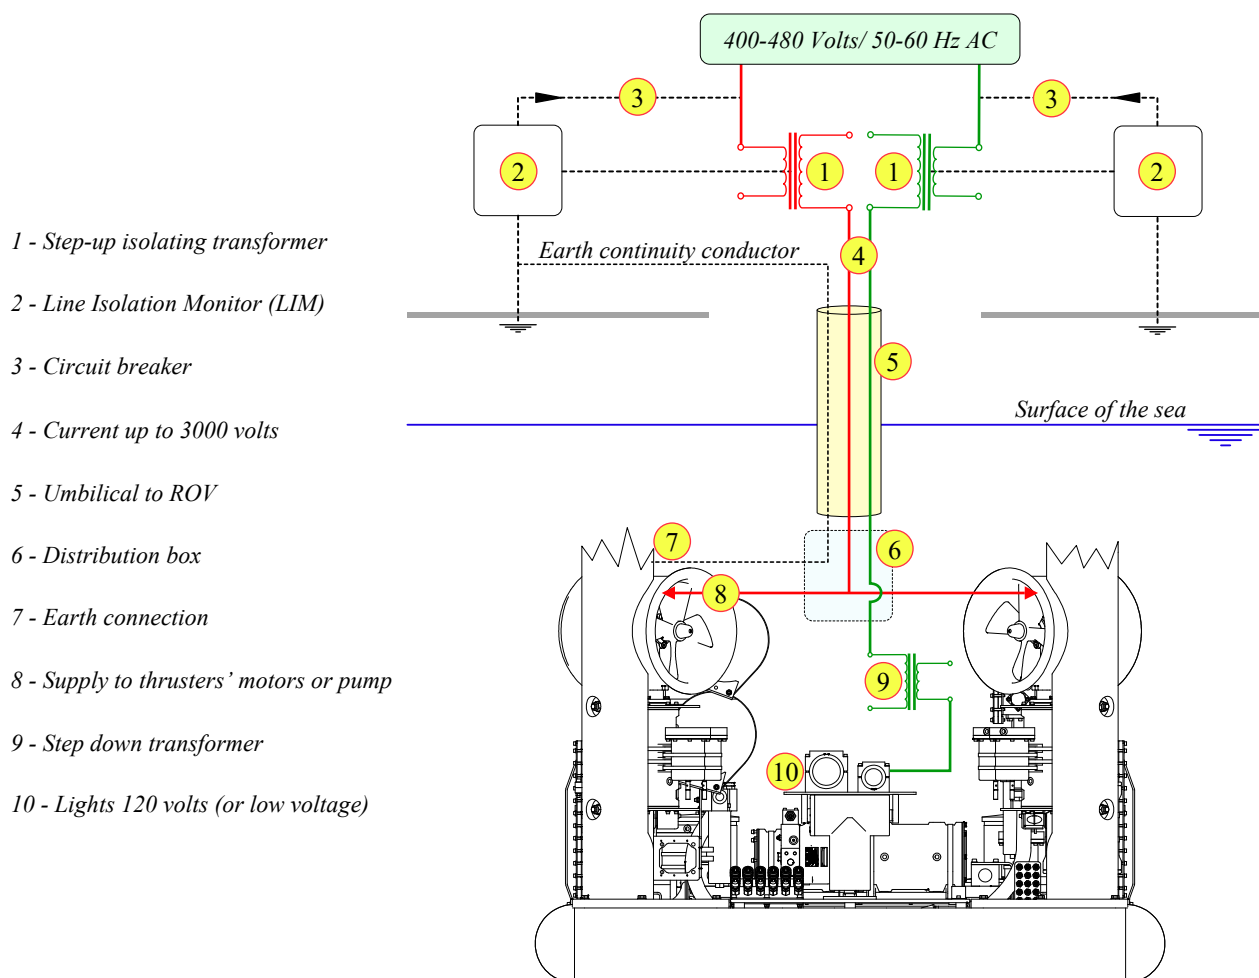 400-480 Volts/ 50-60 Hz AC
3
3
2
1
1
2
1 - Step-up isolating transformer
Earth continuity conductor
4
2 - Line Isolation Monitor (LIM)
3 - Circuit breaker
5
Surface of the sea
4 - Current up to 3000 volts
5 - Umbilical to ROV
6 - Distribution box
7
6
8
7 - Earth connection
8 - Supply to thrusters’ motors or pump
9
9 - Step down transformer
10
10 - Lights 120 volts (or low voltage)